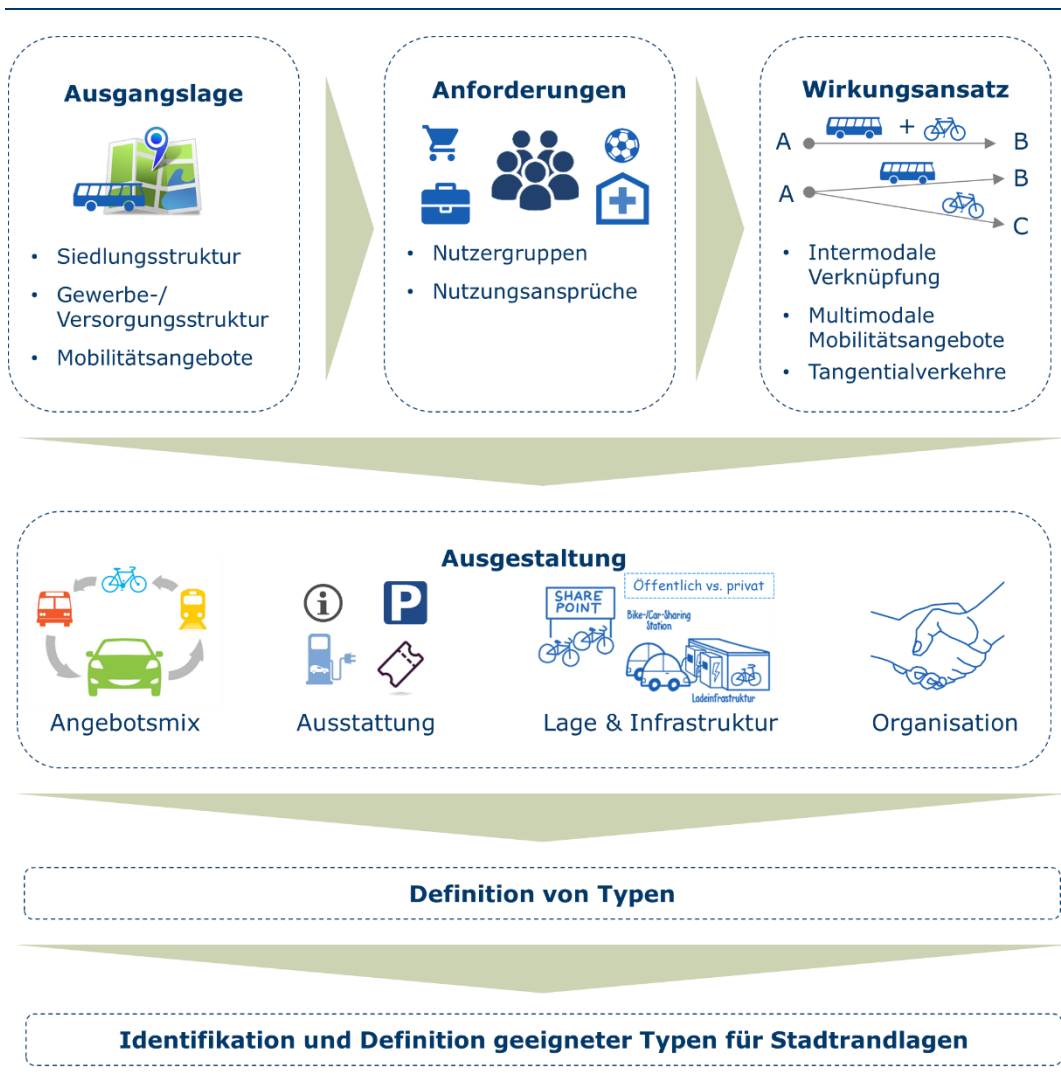 Ausgangslage
• Siedlungsstruktur
• Gewerbe-/
Versorgungsstruktur
• Mobilitätsangebote
Anforderungen
• Nutzergruppen
• Nutzungsansprüche
Wirkungsansatz
A + B
A B
C
• Intermodale
Verknüpfung
• Multimodale
Mobilitätsangebote
• Tangentialverkehre
Ausgestaltung
Angebotsmix
i P
Ausstattung
Öffentlich vs. privat
SHARE
POINT
Bike-/Car-Sharing
Station
Ladeinfrastruktur
Lage & Infrastruktur
Organisation
Definition von Typen
Identifikation und Definition geeigneter Typen für Stadtrandlagen